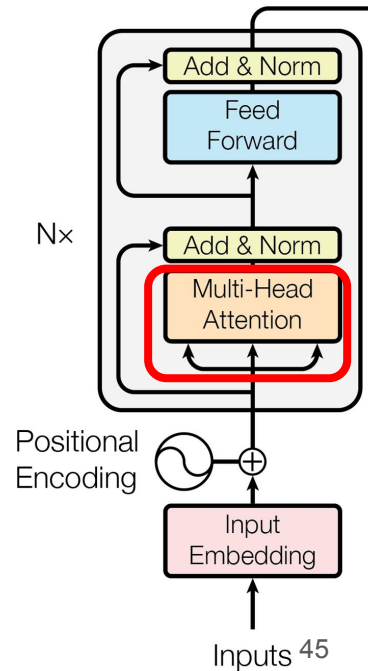 Add & Norm
Feed
Forward
N×
Add & Norm
Multi-Head
Attention
Positional
Encoding
Input
Embedding
Inputs 45